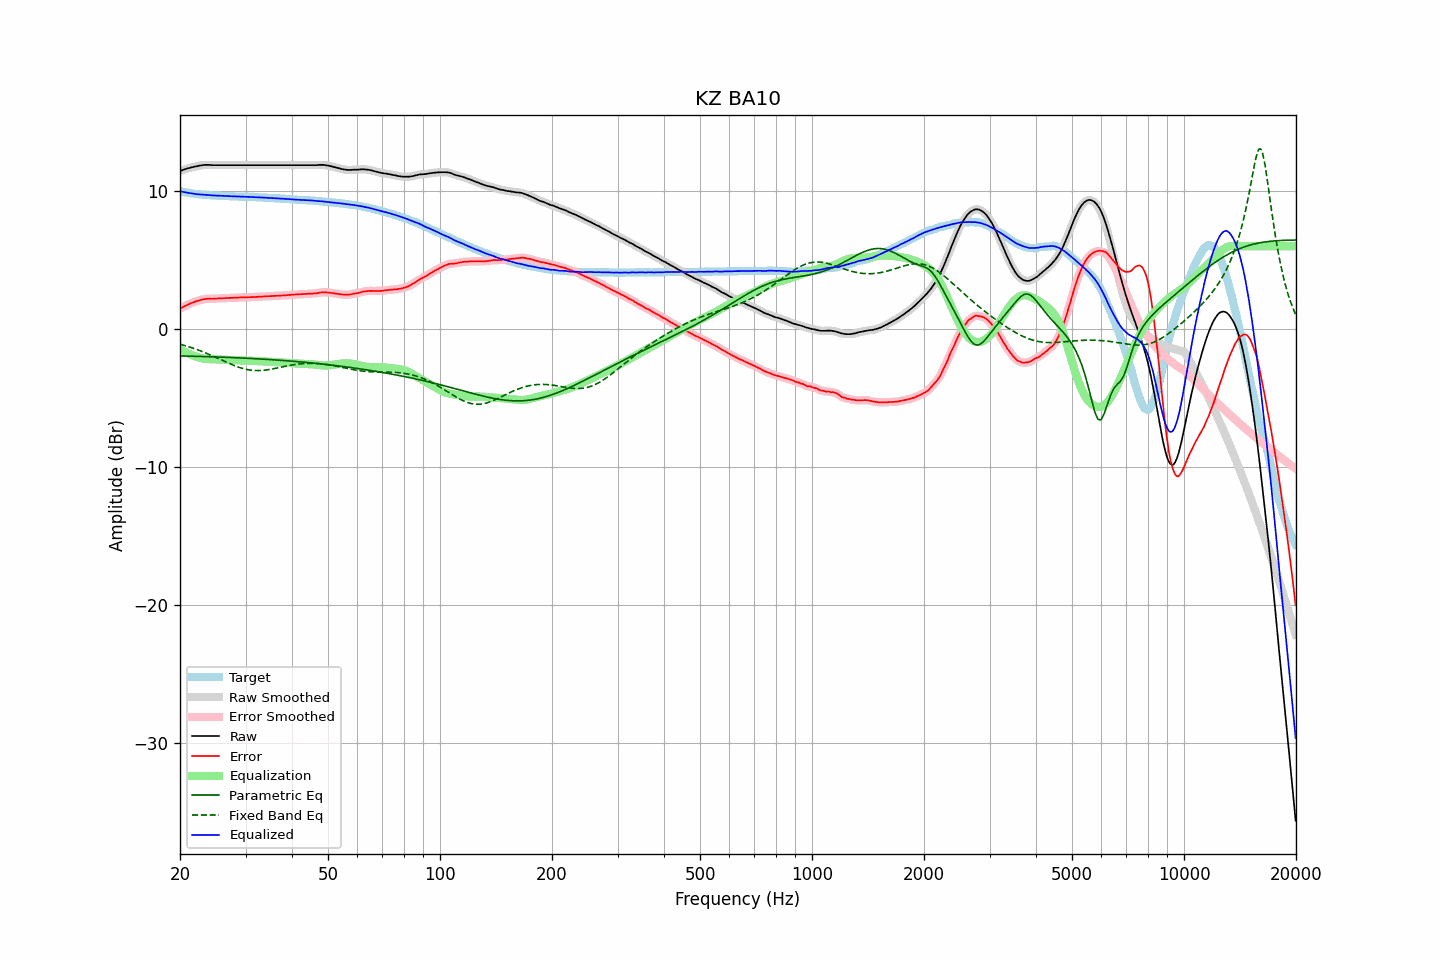 KZ BA10
Amplitude (dBr)
10
0
−10
−20
−30
Target
Raw Smoothed
Error Smoothed
Raw
Error
Equalization
Parametric Eq
Fixed Band Eq
Equalized
20 50 100 200 500 1000 2000 5000 10000 20000
Frequency (Hz)